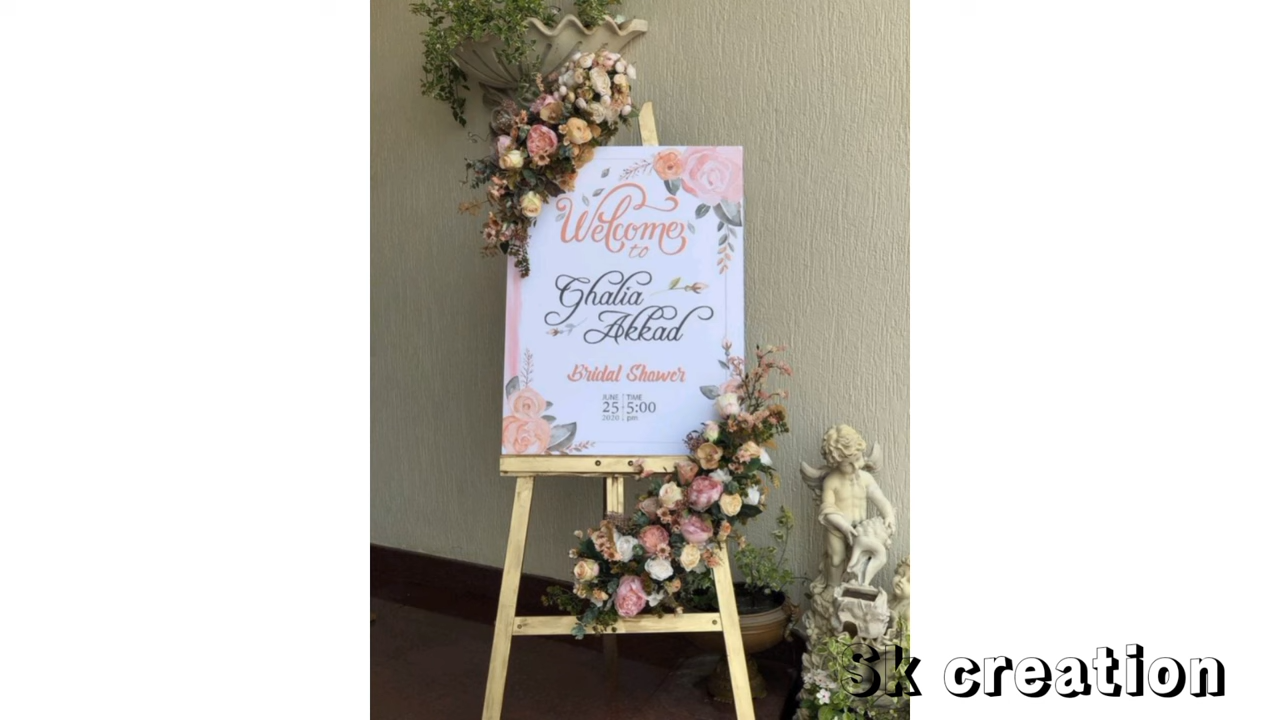 Welcome
to
Ghalia
Akkad
Bridal Shower
JUNE TIME
25 5:00
2020 pm
Sk creation